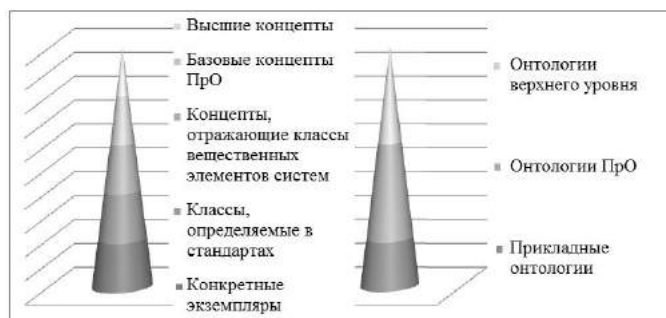 Высшие концепты
Базовые концепты
ПрО
Концепты,
отражающие классы
вещественных
элементов систем
Классы,
определяемые в
стандартах
Конкретные
экземпляры
Онтологии
верхнего уровня
Онтологии ПрО
Прикладные
онтологии